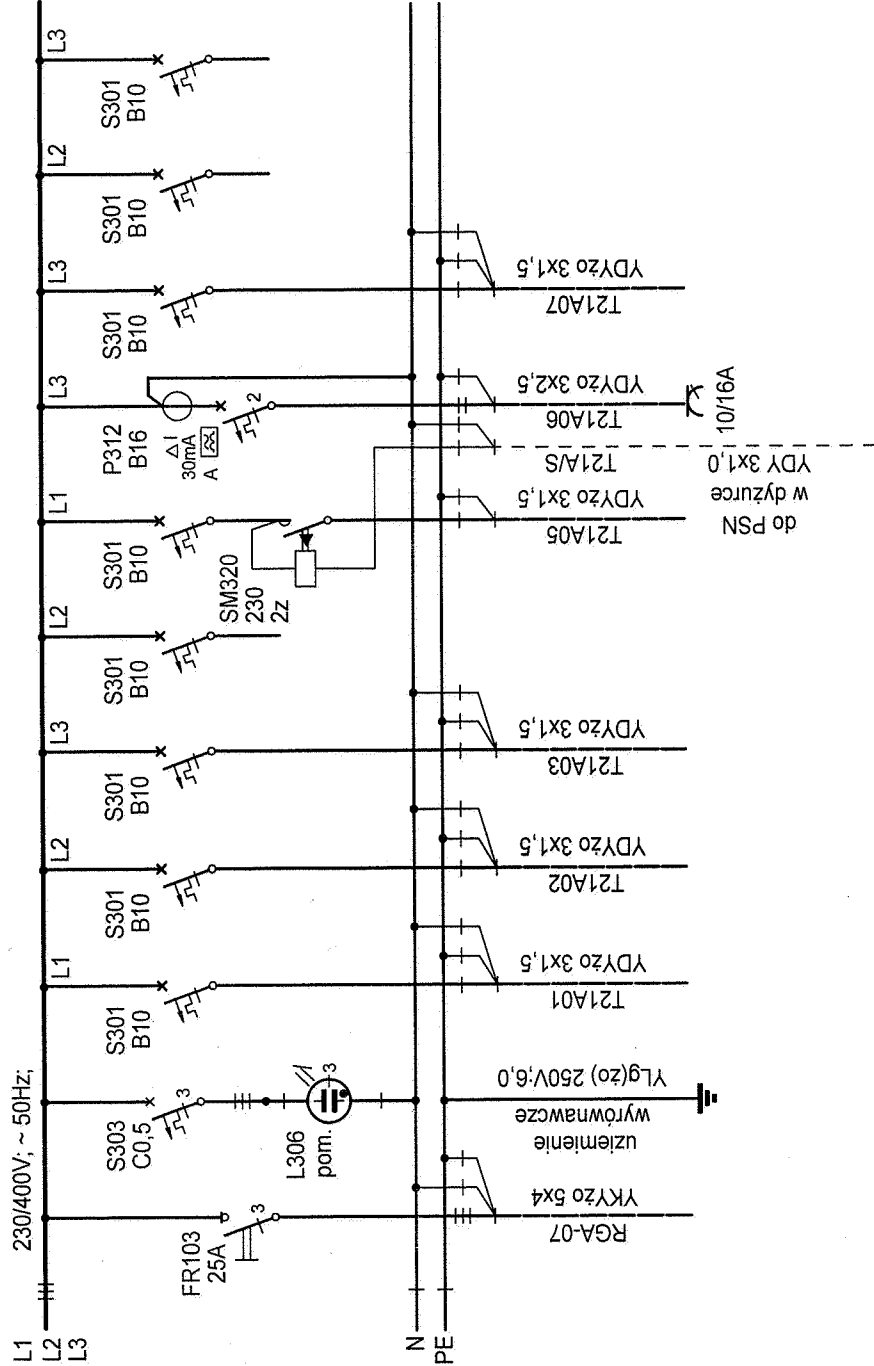 L1
L2
L3
230/400V; ~ 50Hz;
N
PE
FR103
25A
3
RGA-07
YKYżo 5x4
S303
C0,5
3
L306
pom.
3
uziemienie
wyrównawcze
YLg(żo) 250V;6,0
L1
S301
B10
T21A01
YDYżo 3x1,5
L2
S301
B10
T21A02
YDYżo 3x1,5
L3
S301
B10
T21A03
YDYżo 3x1,5
L2
S301
B10
L1
S301
B10
SM320
230
2z
T21A05
YDYżo 3x1,5
T21A/S
do PSN
w dyżurce
YDY 3x1,0
L3
P312
B16
△I
30mA
A
2
T21A06
YDYżo 3x2,5
10/16A
L3
S301
B10
T21A07
YDYżo 3x1,5
L2
S301
B10
L3
S301
B10